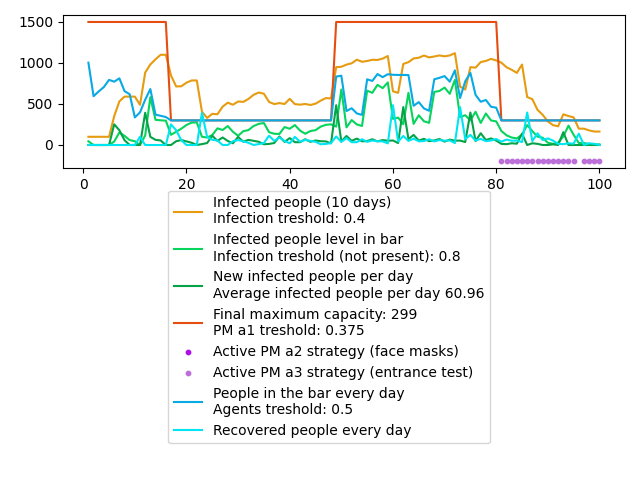 1500
1000
500
0
0
20
40
60
80
100
Infected people (10 days)
Infection treshold: 0.4
Infected people level in bar
Infection treshold (not present): 0.8
New infected people per day
Average infected people per day 60.96
Final maximum capacity: 299
PM a1 treshold: 0.375
Active PM a2 strategy (face masks)
Active PM a3 strategy (entrance test)
People in the bar every day
Agents treshold: 0.5
Recovered people every day